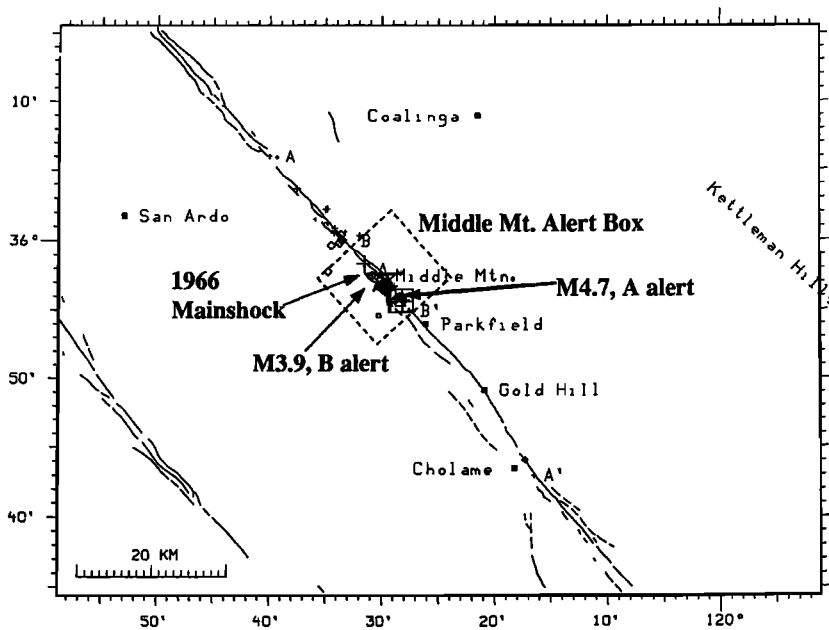 10'
Coalinga
A
San Ardo
Kettleman Hills
Middle Mt. Alert Box
36°
B
A
Middle Mtn.
1966
Mainshock
M4.7, A alert
B'
Parkfield
M3.9, B alert
50'
Gold Hill
Cholame
A'
40'
20 KM
50'
40'
30'
20'
10'
120°